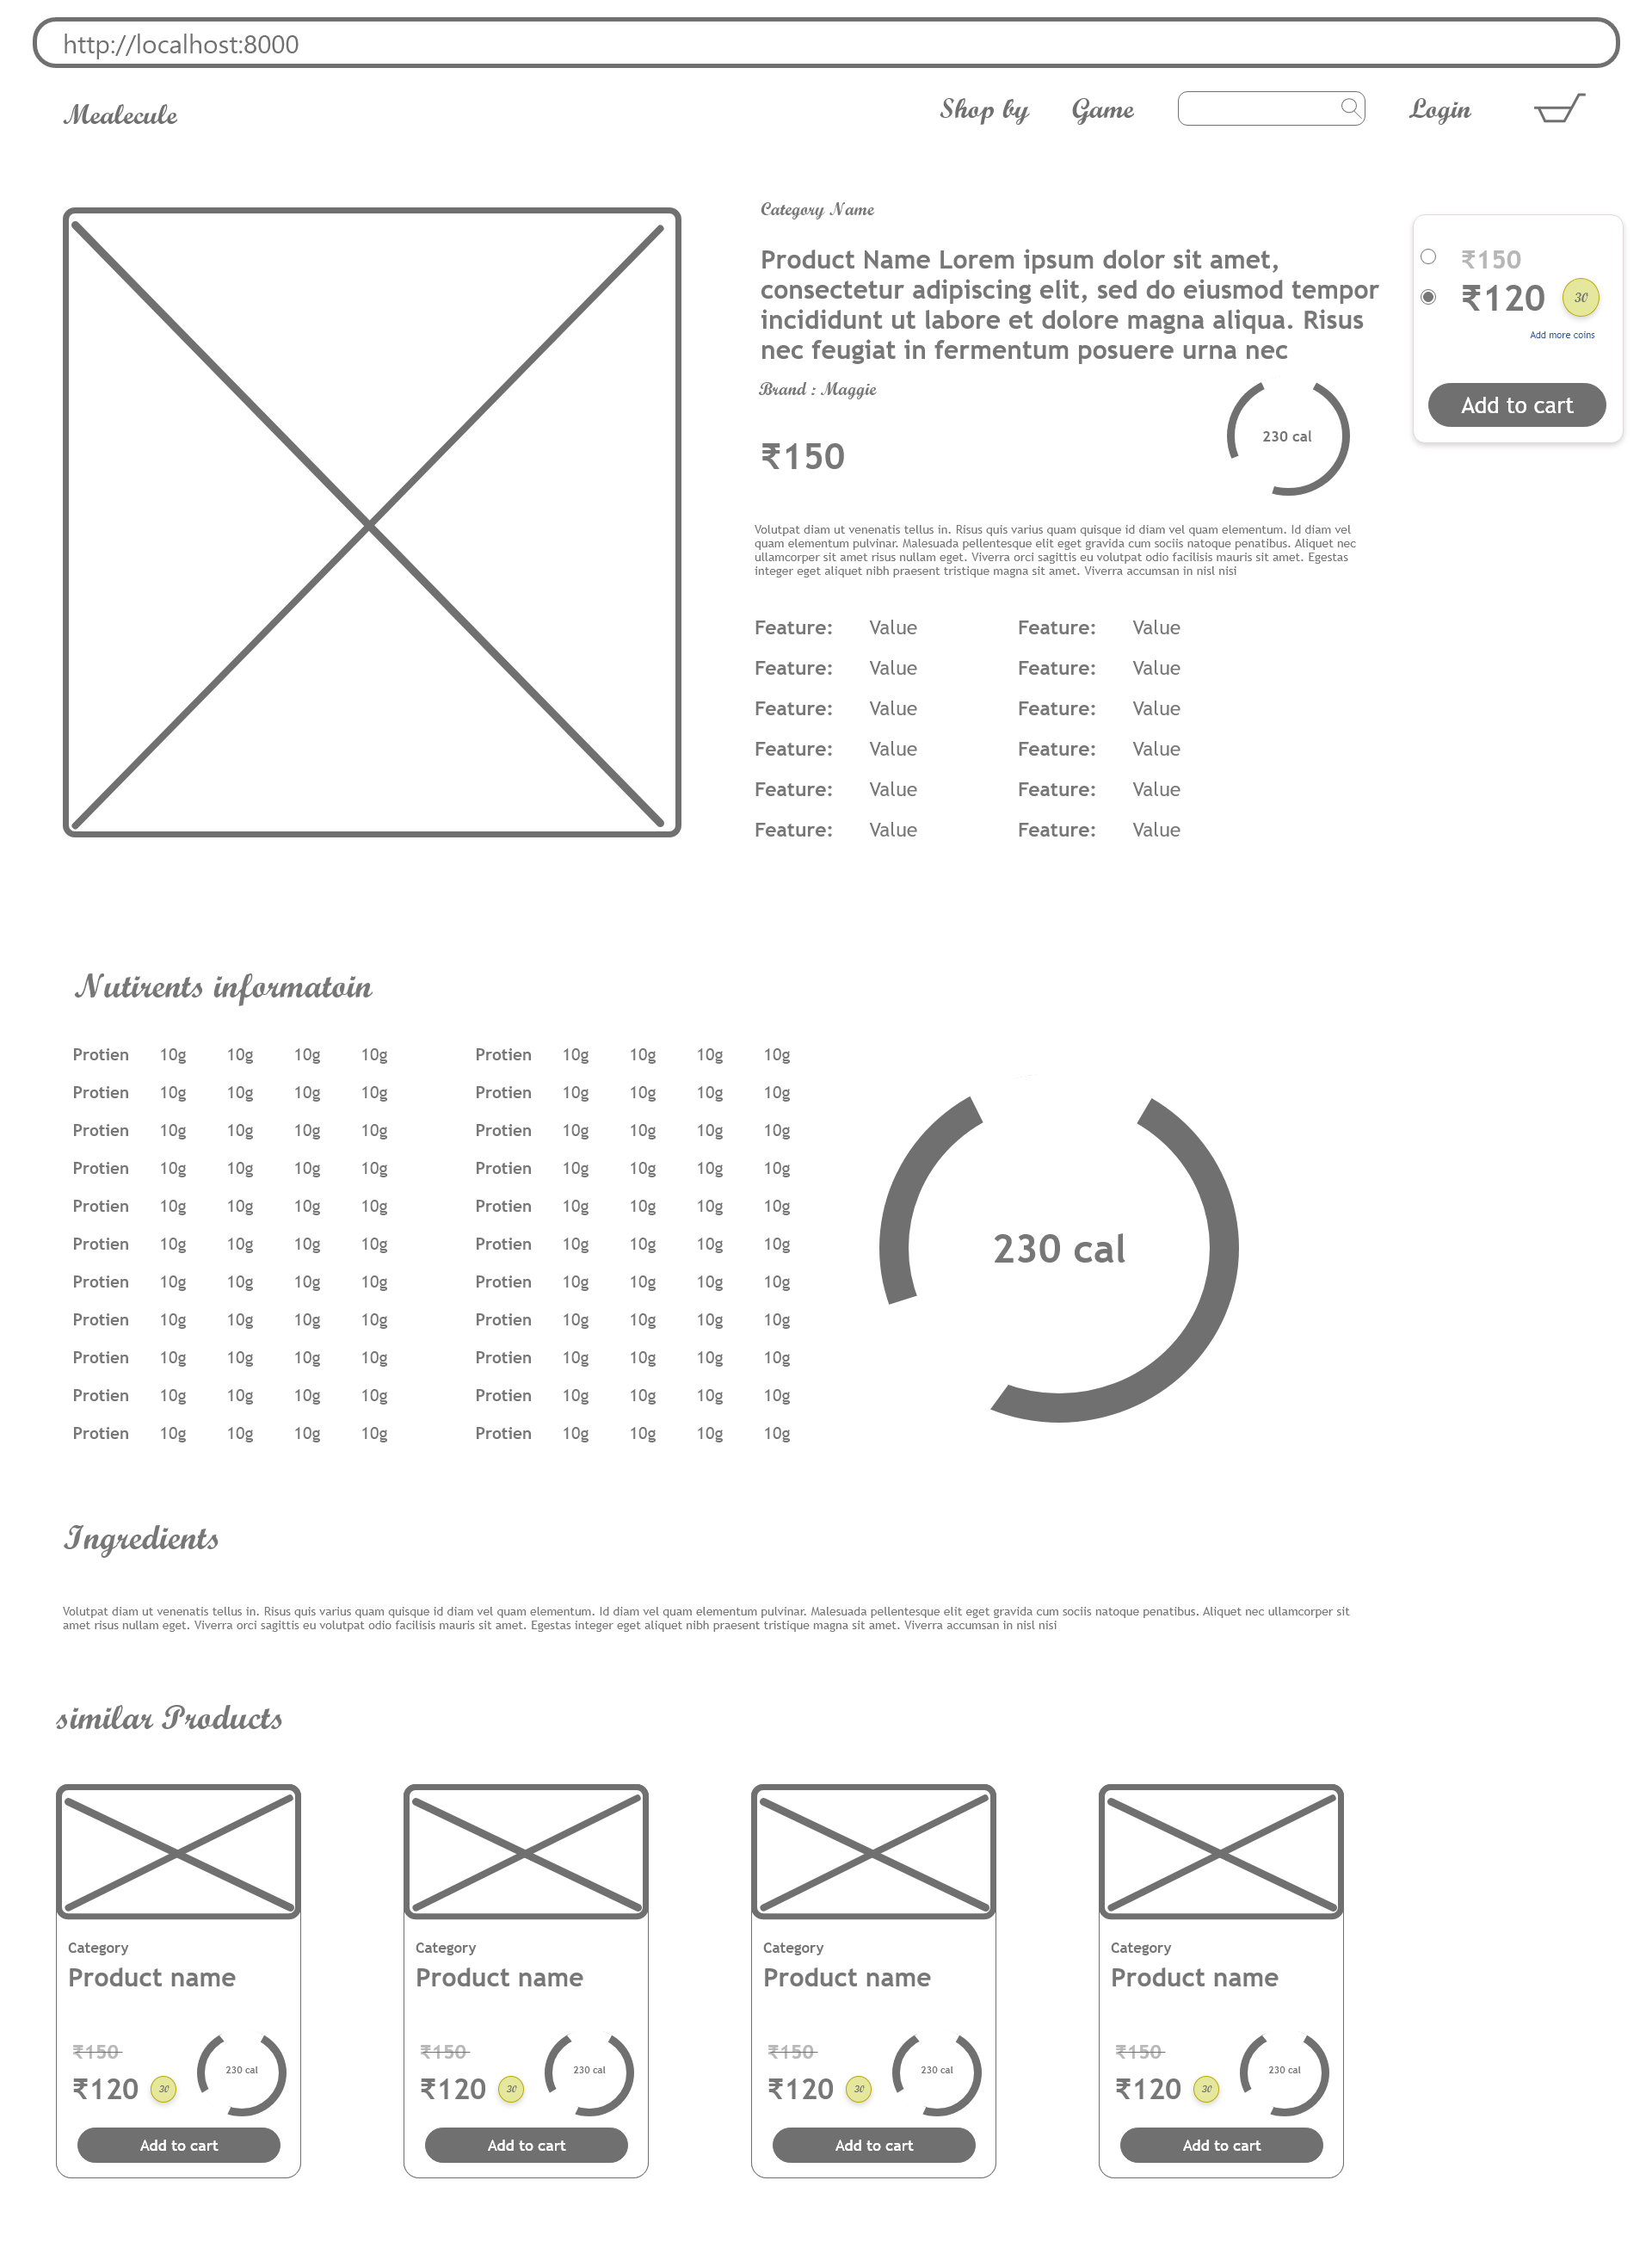 http://localhost:8000
Mealecule
Shop by Game Login
Category Name
Product Name Lorem ipsum dolor sit amet,
consectetur adipiscing elit, sed do eiusmod tempor
incididunt ut labore et dolore magna aliqua. Risus
nec feugiat in fermentum posuere urna nec
Brand : Maggie
₹150
230 cal
₹150
₹120 30
Add more coins
Add to cart
Volutpat diam ut venenatis tellus in. Risus quis varius quam quisque id diam vel quam elementum. Id diam vel
quam elementum pulvinar. Malesuada pellentesque elit eget gravida cum sociis natoque penatibus. Aliquet nec
ullamcorper sit amet risus nullam eget. Viverra orci sagittis eu volutpat odio facilisis mauris sit amet. Egestas
integer eget aliquet nibh praesent tristique magna sit amet. Viverra accumsan in nisl nisi
Feature: Value Feature: Value
Feature: Value Feature: Value
Feature: Value Feature: Value
Feature: Value Feature: Value
Feature: Value Feature: Value
Feature: Value Feature: Value
Nutirents informatoin
Protien 10g 10g 10g 10g Protien 10g 10g 10g 10g
Protien 10g 10g 10g 10g Protien 10g 10g 10g 10g
Protien 10g 10g 10g 10g Protien 10g 10g 10g 10g
Protien 10g 10g 10g 10g Protien 10g 10g 10g 10g
Protien 10g 10g 10g 10g Protien 10g 10g 10g 10g
Protien 10g 10g 10g 10g Protien 10g 10g 10g 10g
Protien 10g 10g 10g 10g Protien 10g 10g 10g 10g
Protien 10g 10g 10g 10g Protien 10g 10g 10g 10g
Protien 10g 10g 10g 10g Protien 10g 10g 10g 10g
Protien 10g 10g 10g 10g Protien 10g 10g 10g 10g
Protien 10g 10g 10g 10g Protien 10g 10g 10g 10g
230 cal
Ingredients
Volutpat diam ut venenatis tellus in. Risus quis varius quam quisque id diam vel quam elementum. Id diam vel quam elementum pulvinar. Malesuada pellentesque elit eget gravida cum sociis natoque penatibus. Aliquet nec ullamcorper sit
amet risus nullam eget. Viverra orci sagittis eu volutpat odio facilisis mauris sit amet. Egestas integer eget aliquet nibh praesent tristique magna sit amet. Viverra accumsan in nisl nisi
similar Products
Category
Product name
₹150
230 cal
₹120 30
Add to cart
Category
Product name
₹150
230 cal
₹120 30
Add to cart
Category
Product name
₹150
230 cal
₹120 30
Add to cart
Category
Product name
₹150
230 cal
₹120 30
Add to cart